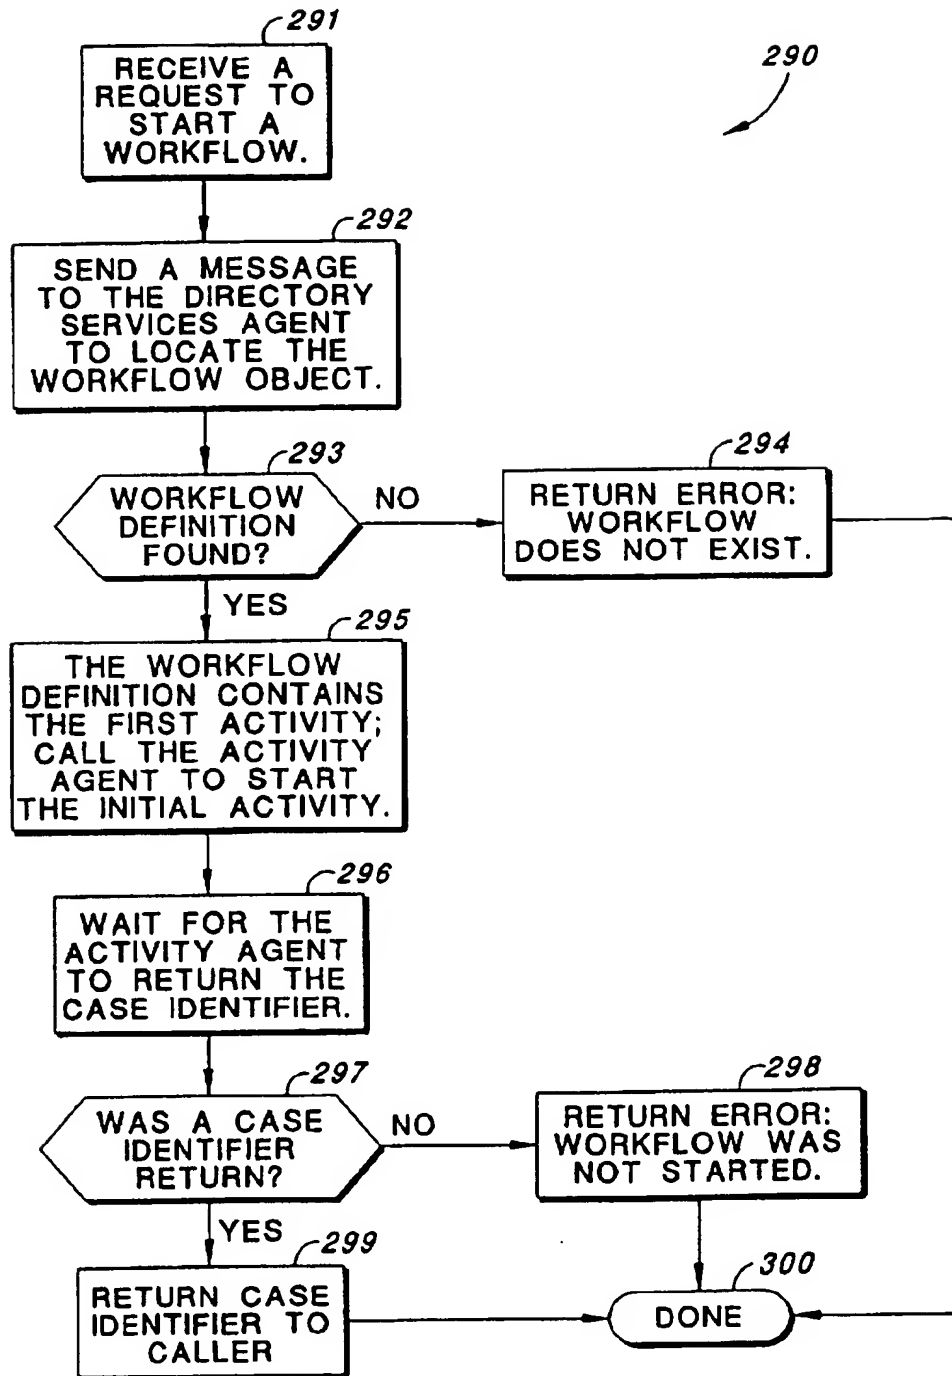 291
RECEIVE A
REQUEST TO
START A
WORKFLOW.
290
292
SEND A MESSAGE
TO THE DIRECTORY
SERVICES AGENT
TO LOCATE THE
WORKFLOW OBJECT.
293
WORKFLOW
DEFINITION
FOUND?
NO
294
RETURN ERROR:
WORKFLOW
DOES NOT EXIST.
YES
295
THE WORKFLOW
DEFINITION CONTAINS
THE FIRST ACTIVITY;
CALL THE ACTIVITY
AGENT TO START
THE INITIAL ACTIVITY.
296
WAIT FOR THE
ACTIVITY AGENT
TO RETURN THE
CASE IDENTIFIER.
297
WAS A CASE
IDENTIFIER
RETURN?
NO
298
RETURN ERROR:
WORKFLOW WAS
NOT STARTED.
YES
299
RETURN CASE
IDENTIFIER TO
CALLER
300
DONE